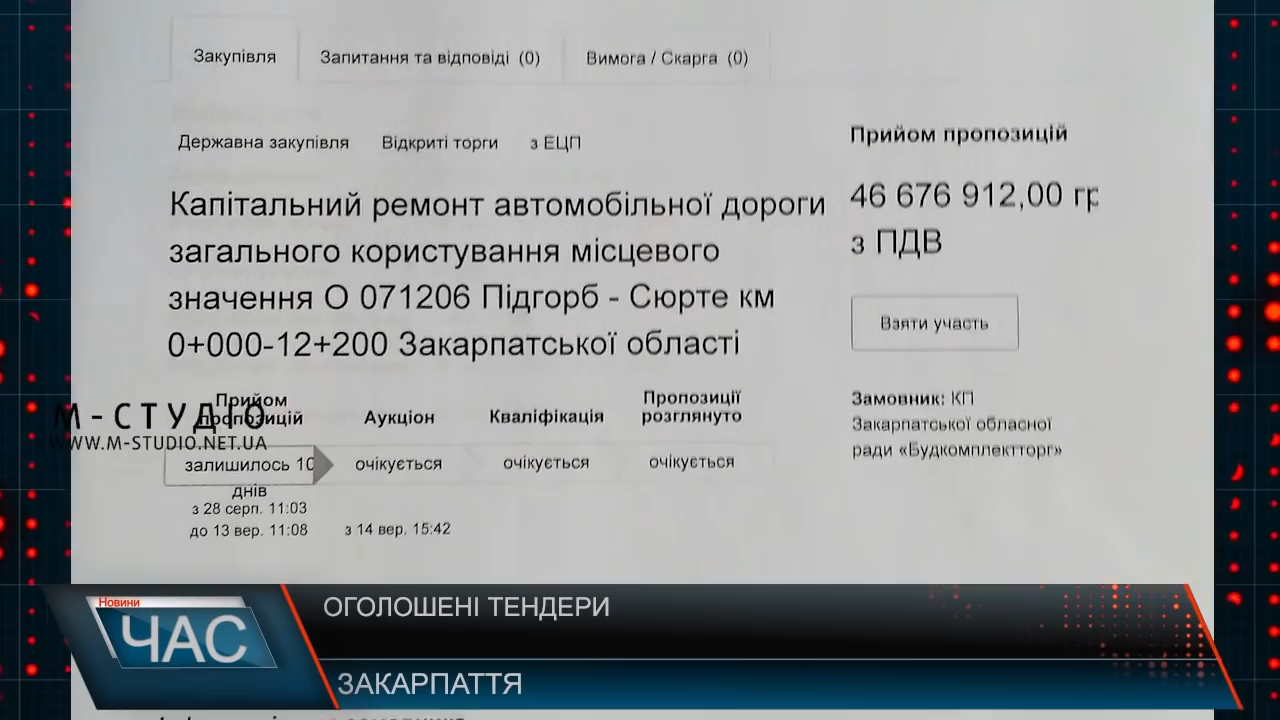 Закупівля
Запитання та відповіді (0)
Вимога / Скарга (0)
Державна закупівля
Відкриті торги
з ЕЦП
Капітальний ремонт автомобільної дороги
загального користування місцевого
значення О 071206 Підгорб - Сюрте км
0+000-12+200 Закарпатської області
Прийом пропозицій
46 676 912,00 гр
з ПДВ
Взяти участь
Замовник: КП
Закарпатської обласної
ради «Будкомплектторг»
Прийом
пропозицій
залишилось 10
днів
з 28 серп. 11:03
до 13 вер. 11:08
Аукціон
очікується
з 14 вер. 15:42
Кваліфікація
очікується
Пропозиції
розглянуто
очікується
М-СТУДІО
WWW.M-STUDIO.NET.UA
Новини
ЧАС
ОГОЛОШЕНІ ТЕНДЕРИ
ЗАКАРПАТТЯ